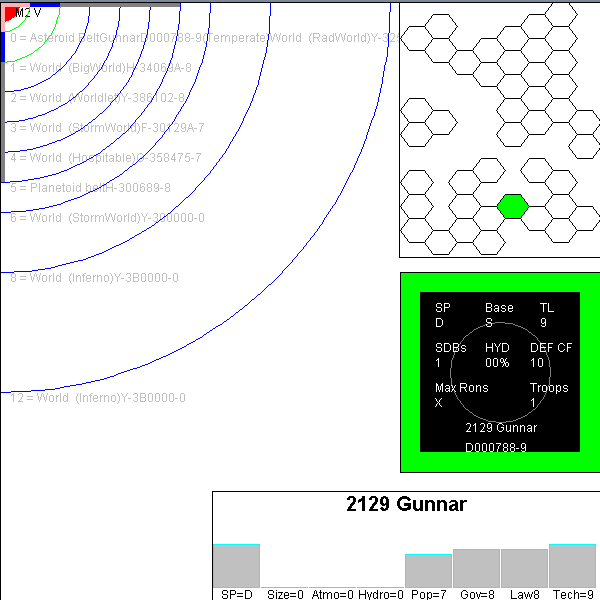 M2 V
0 = Asteroid BeltGunnarD000788-9 Temperate World (RadWorld)Y-32
1 = World (BigWorld)H-34069A-8
2 = World (Worldlet)Y-386102-8
3 = World (StormWorld)F-30129A-7
4 = World (Hospitable)G-358475-7
5 = Planetoid beltH-300689-8
6 = World (StormWorld)Y-300000-0
8 = World (Inferno)Y-3B0000-0
12 = World (Inferno)Y-3B0000-0
SP Base TL
D S 9
SDBs HYD DEF CF
1 00% 10
Max Rons Troops
X 1
2129 Gunnar
D000788-9
2129 Gunnar
SP=D Size=0 Atmo=0 Hydro=0 Pop=7 Gov=8 Law8 Tech=9